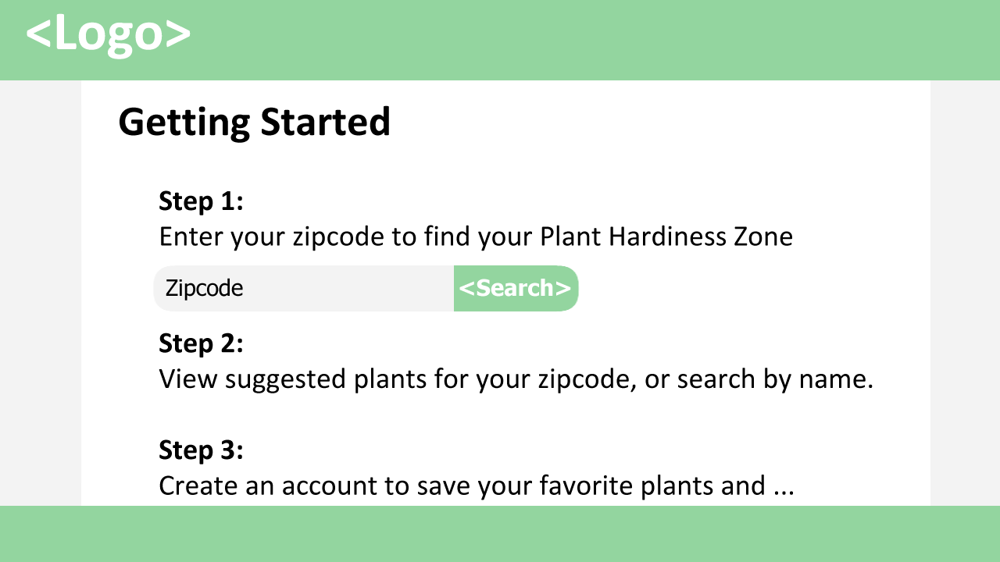 <Logo>
Getting Started
Step 1:
Enter your zipcode to find your Plant Hardiness Zone
Zipcode <Search>
Step 2:
View suggested plants for your zipcode, or search by name.
Step 3:
Create an account to save your favorite plants and ...